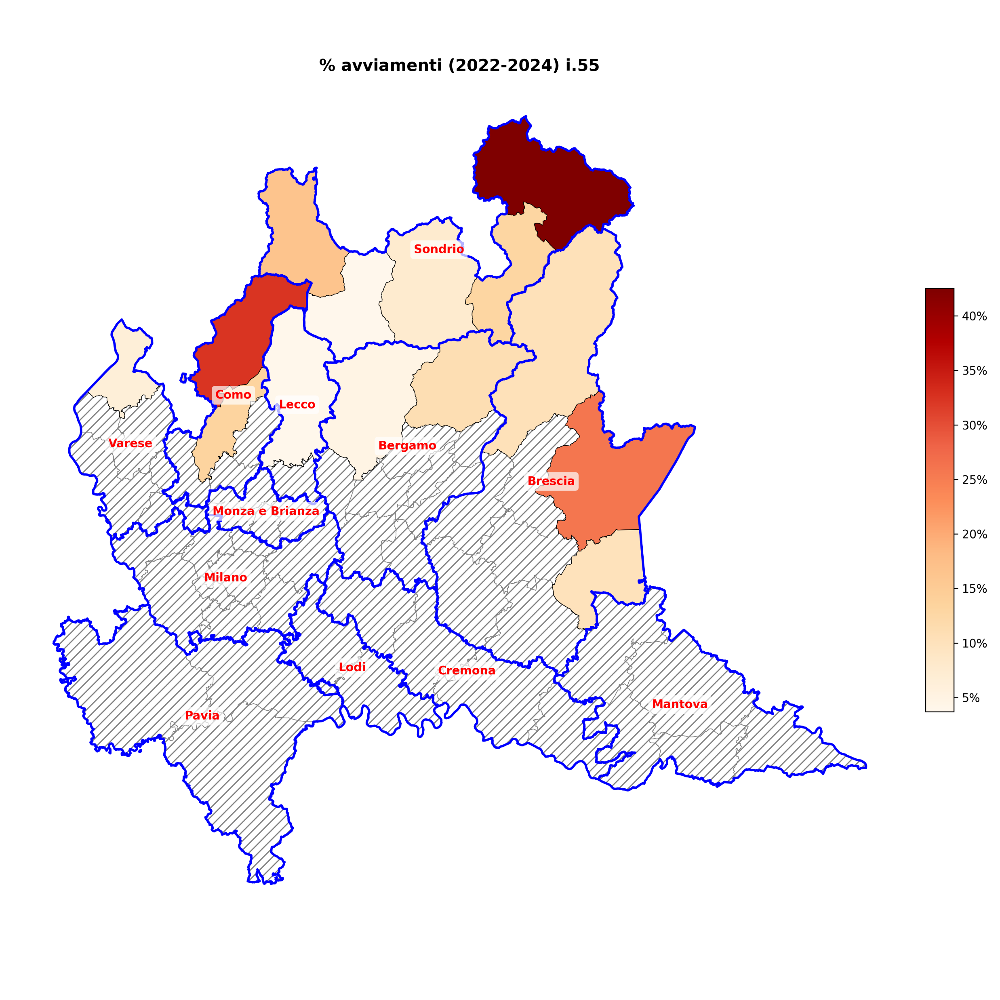 % avviamenti (2022-2024) i.55
Sondrio
Como
Lecco
Varese
Bergamo
Brescia
Monza e Brianza
Milano
Lodi
Cremona
Mantova
Pavia
40%
35%
30%
25%
20%
15%
10%
5%